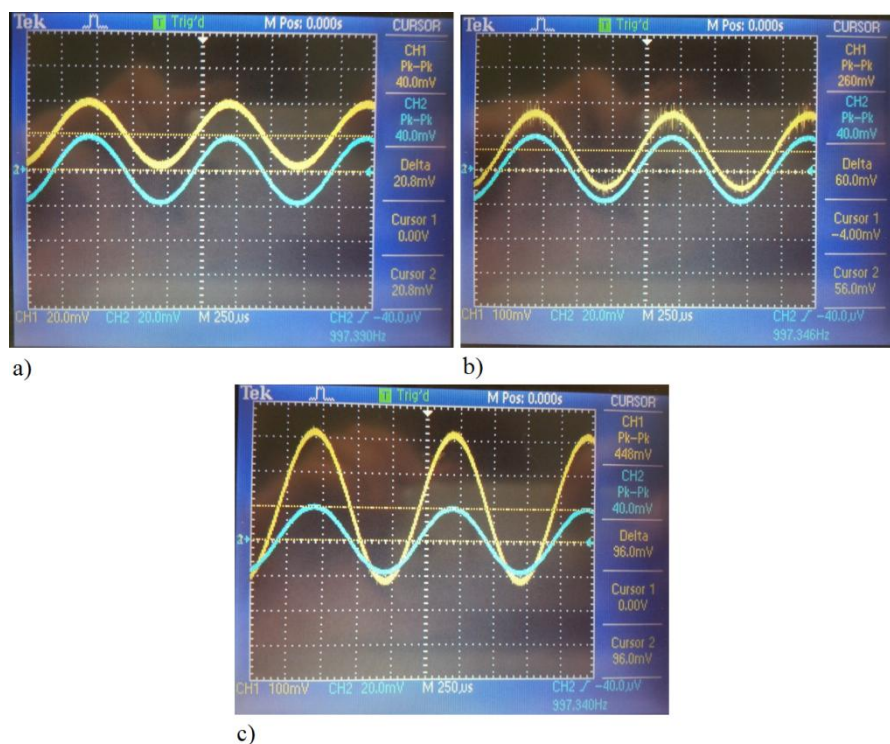 Tek T Trig'd M Pos: 0.000s CURSOR
CH1
Pk-Pk
40.0mV
CH2
Pk-Pk
40.0mV
Delta
20.8mV
Cursor 1
0.00V
Cursor 2
20.8mV
CH1 20.0mV CH2 20.0mV M 250µs CH2 ∕ -40.0µV
997.390Hz
a)
Tek T Trig'd M Pos: 0.000s CURSOR
CH1
Pk-Pk
260mV
CH2
Pk-Pk
40.0mV
Delta
60.0mV
Cursor 1
-4.00mV
Cursor 2
56.0mV
CH1 100mV CH2 20.0mV M 250µs CH2 ∕ -40.0µV
997.346Hz
b)
Tek T Trig'd M Pos: 0.000s CURSOR
CH1
Pk-Pk
448mV
CH2
Pk-Pk
40.0mV
Delta
96.0mV
Cursor 1
0.00V
Cursor 2
96.0mV
CH1 100mV CH2 20.0mV M 250µs CH2 ∕ -40.0µV
997.340Hz
c)